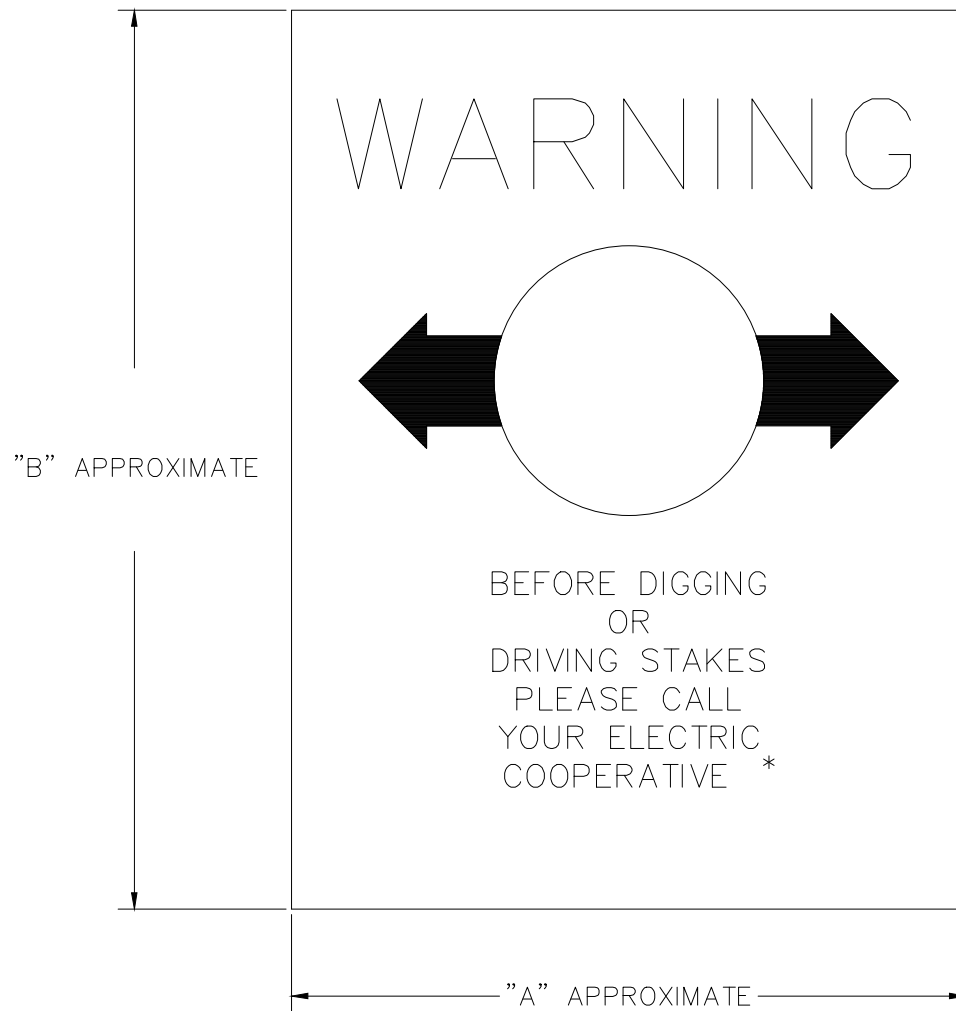 WARNING
"B" APPROXIMATE
BEFORE DIGGING
OR
DRIVING STAKES
PLEASE CALL
YOUR ELECTRIC
COOPERATIVE *
"A" APPROXIMATE